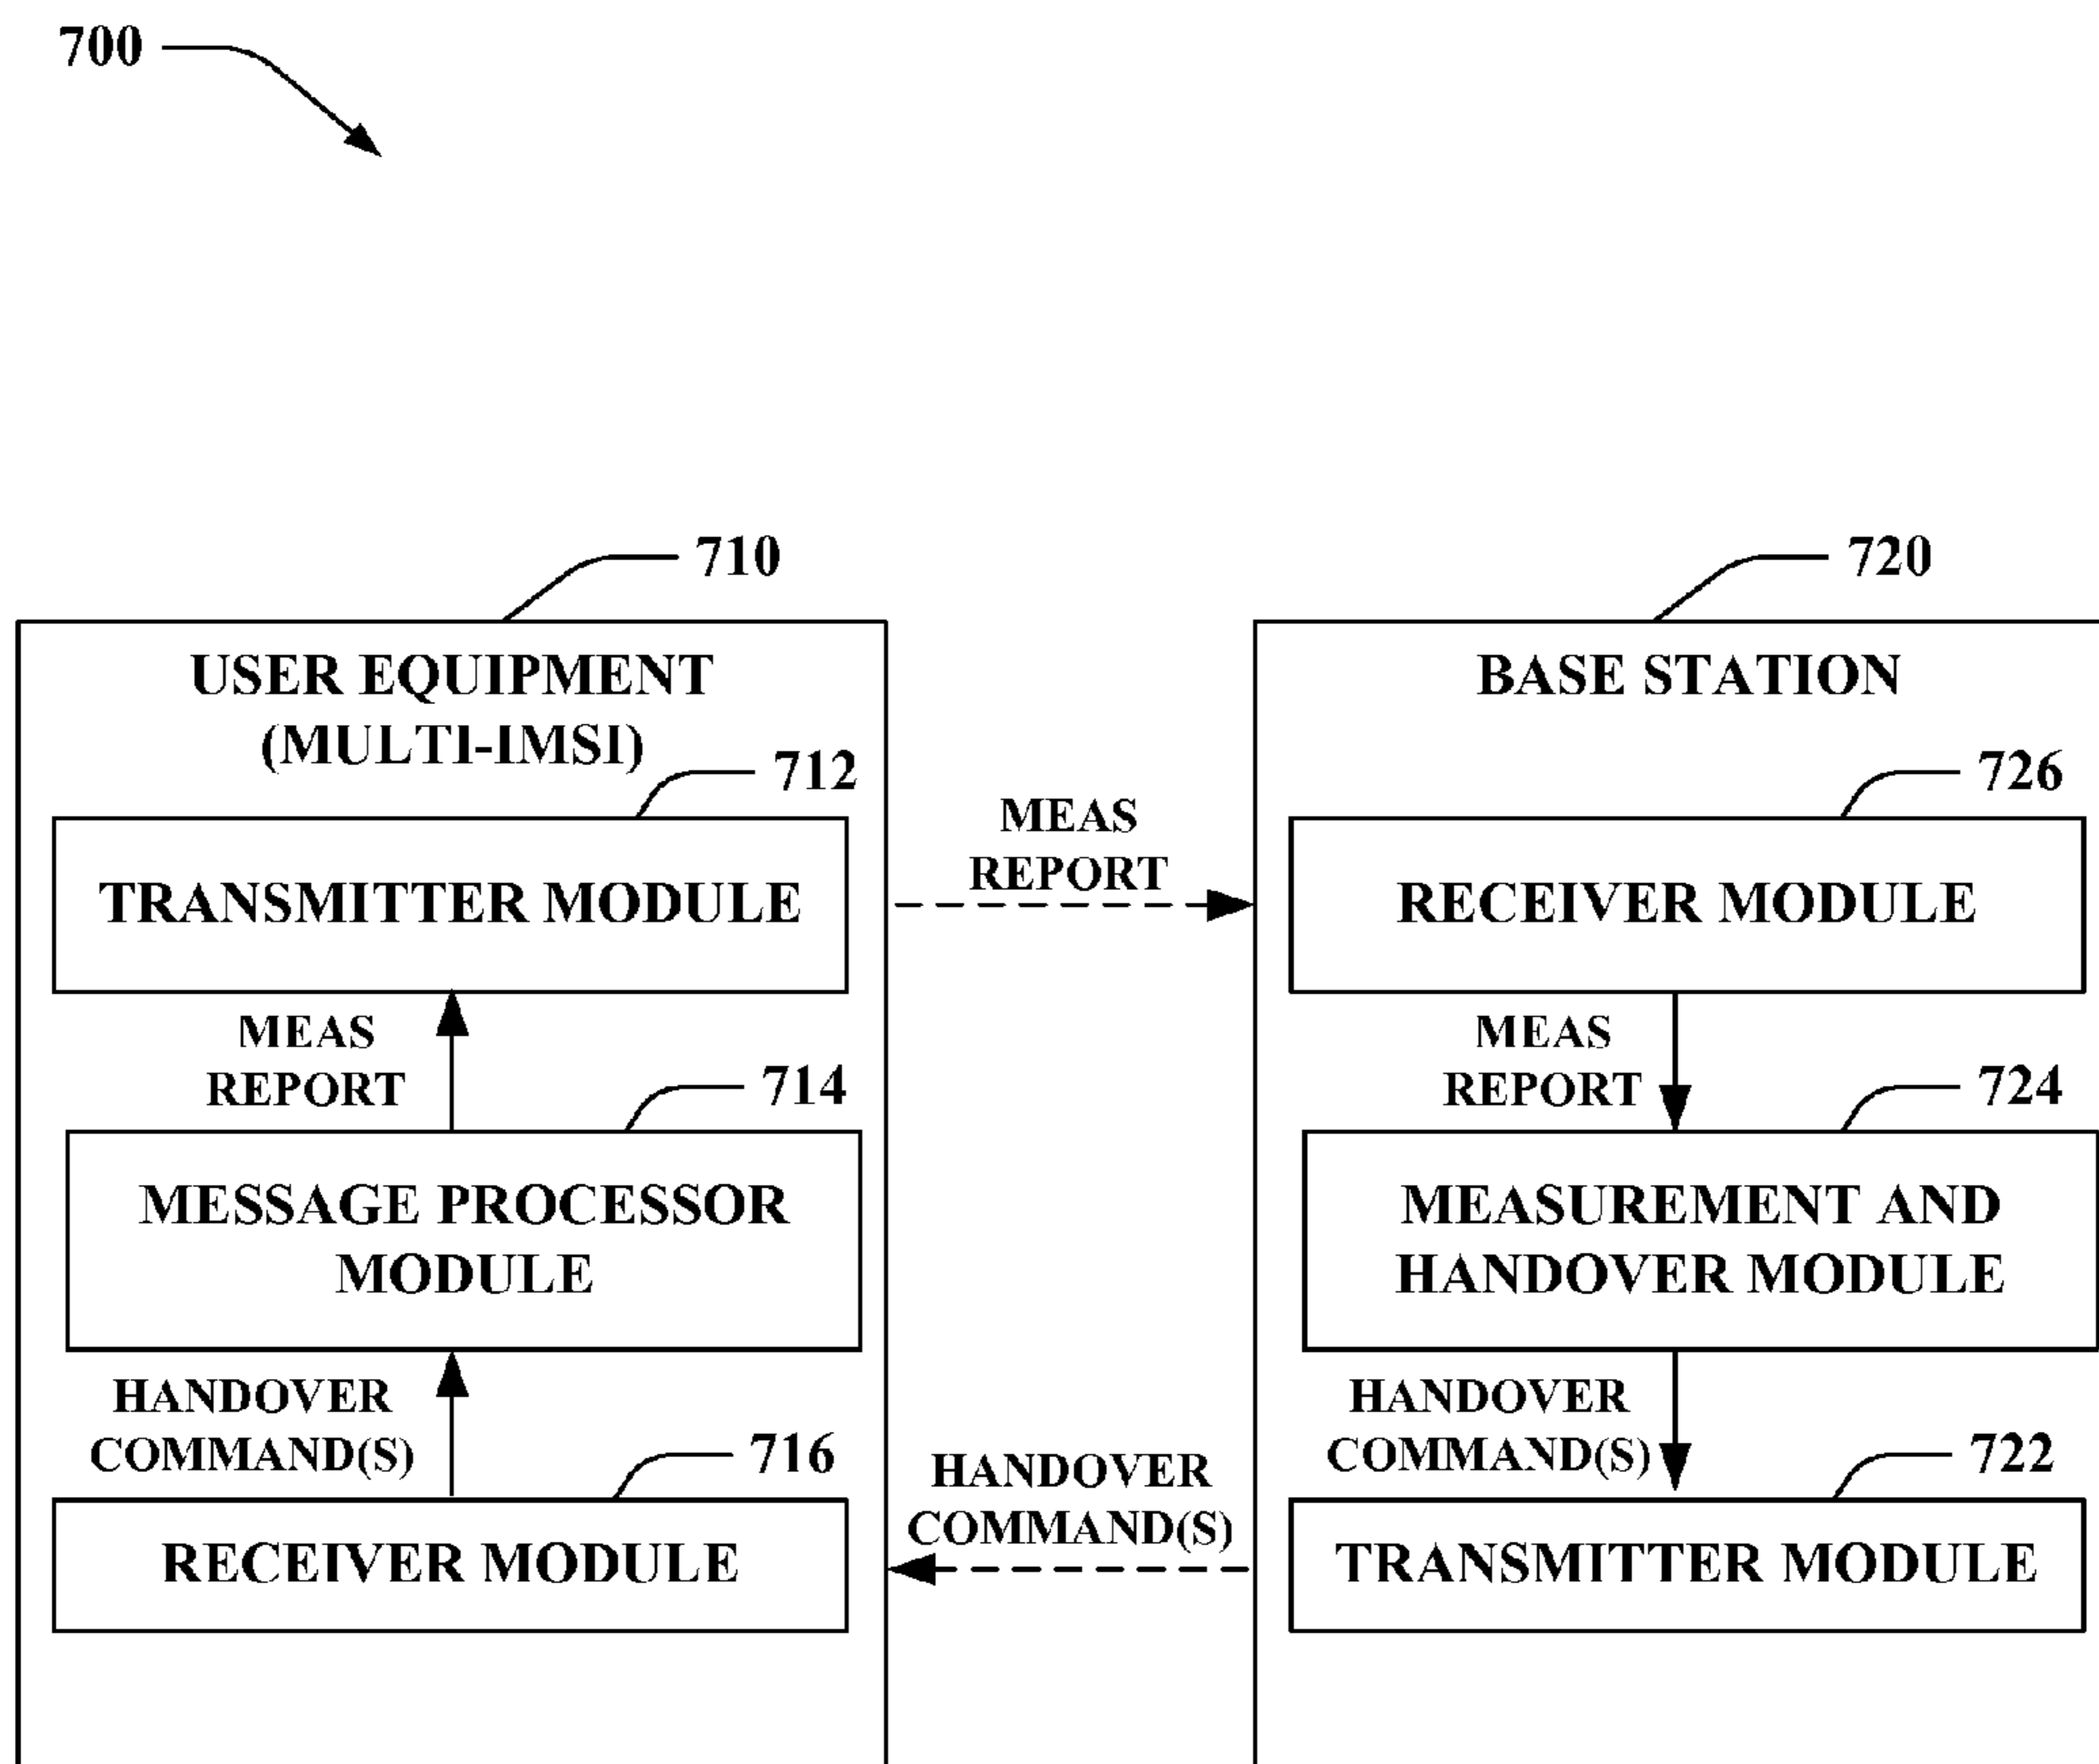 700
710
USER EQUIPMENT
(MULTI-IMSI)
712
TRANSMITTER MODULE
MEAS
REPORT
714
MESSAGE PROCESSOR
MODULE
HANDOVER
COMMAND(S)
716
RECEIVER MODULE
MEAS
REPORT
HANDOVER
COMMAND(S)
720
BASE STATION
726
RECEIVER MODULE
MEAS
REPORT
724
MEASUREMENT AND
HANDOVER MODULE
HANDOVER
COMMAND(S)
722
TRANSMITTER MODULE